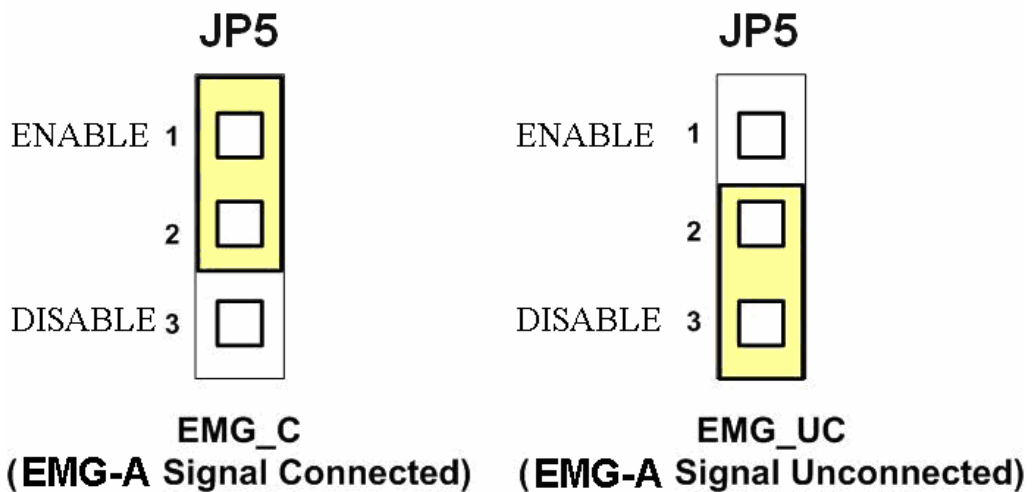 JP5
ENABLE 1
2
DISABLE 3
EMG_C
(EMG-A Signal Connected)
JP5
ENABLE 1
2
DISABLE 3
EMG_UC
(EMG-A Signal Unconnected)